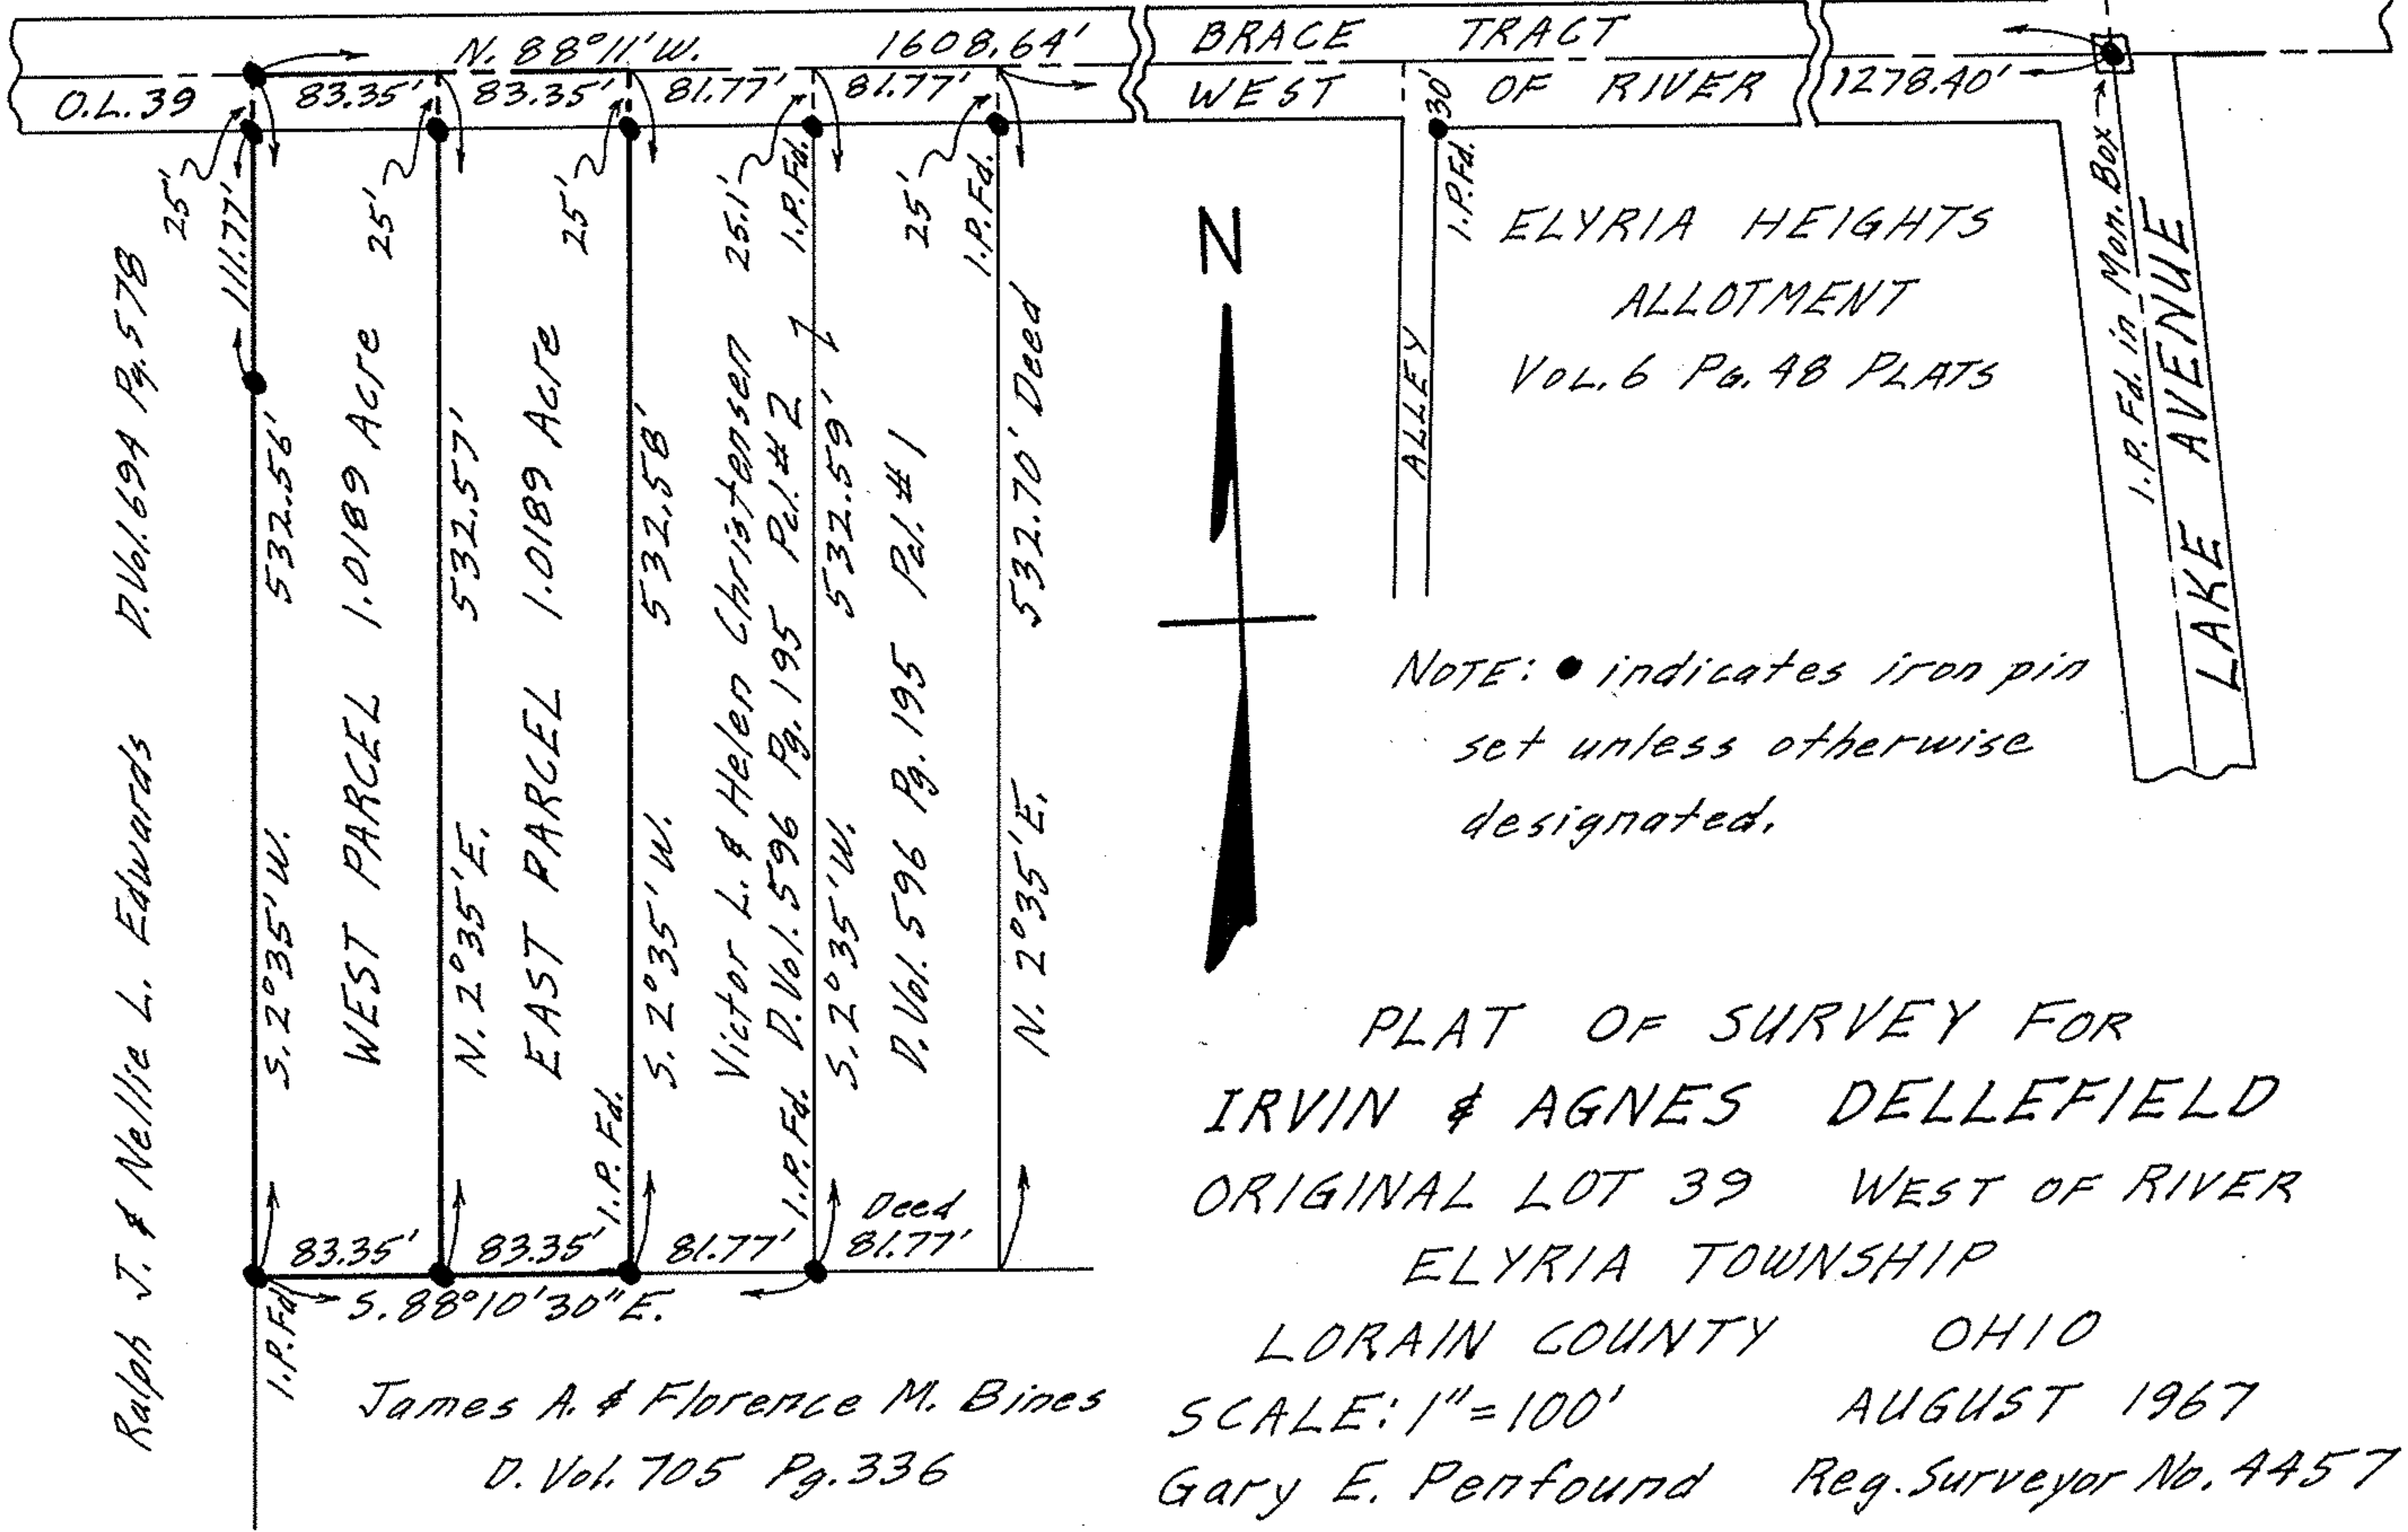 N. 88°11'W. 1608.64' BRACE TRACT
O.L. 39 83.35' 83.35' 81.77' 81.77' WEST OF RIVER 1278.40'
30'
25'
111.77'
25'
25'
25.1'
I.P. Fd.
25'
I.P. Fd.
I.P. Fd.
I.P. Fd. in Mon. Box
LAKE AVENUE
ALLEY
ELYRIA HEIGHTS
ALLOTMENT
VOL. 6 PG. 48 PLATS
N
Ralph J. & Nellie L. Edwards D.Vol. 694 Pg. 578
S. 2°35'W. 532.56'
WEST PARCEL 1.0189 Acre
N. 2°35'E. 532.57'
EAST PARCEL 1.0189 Acre
I.P. Fd.
S. 2°35'W. 532.58'
Victor L. & Helen Christensen
D.Vol. 596 Pg. 195 Pcl. # 2
I.P. Fd.
S. 2°35'W. 532.59'
D.Vol. 596 Pg. 195 Pcl. # 1
N. 2°35'E. 532.70' Deed
NOTE: ● indicates iron pin
set unless otherwise
designated.
Deed
83.35' 83.35' 81.77' 81.77'
S. 88°10'30"E.
I.P. Fd
James A. & Florence M. Bines
D. Vol. 705 Pg. 336
PLAT OF SURVEY FOR
IRVIN & AGNES DELLEFIELD
ORIGINAL LOT 39 WEST OF RIVER
ELYRIA TOWNSHIP
LORAIN COUNTY OHIO
SCALE: 1"=100' AUGUST 1967
Gary E. Penfound Reg. Surveyor No. 4457